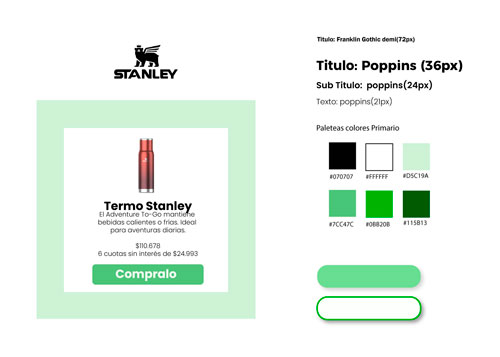 STANLEY
Termo Stanley
El Adventure To-Go mantiene
bebidas calientes o frías. Ideal
para aventuras diarias.
$110.678
6 cuotas sin interés de $24.993
Compralo
Titulo: Franklin Gothic demi(72px)
Titulo: Poppins (36px)
Sub Titulo: poppins(24px)
Texto: poppins(21px)
Paleteas colores Primario
#070707 #FFFFFF #D5C19A
#7CC47C #0BB20B #115B13